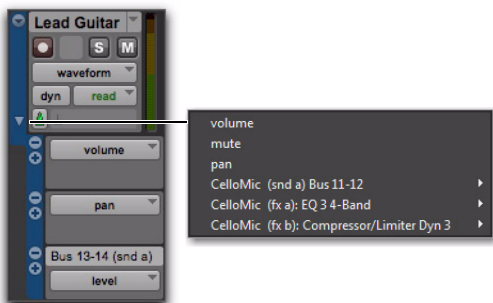 Lead Guitar
S M
waveform
dyn read
volume
pan
Bus 13-14 (snd a)
level
volume
mute
pan
CelloMic (snd a) Bus 11-12
CelloMic (fx a): EQ 3 4-Band
CelloMic (fx b): Compressor/Limiter Dyn 3